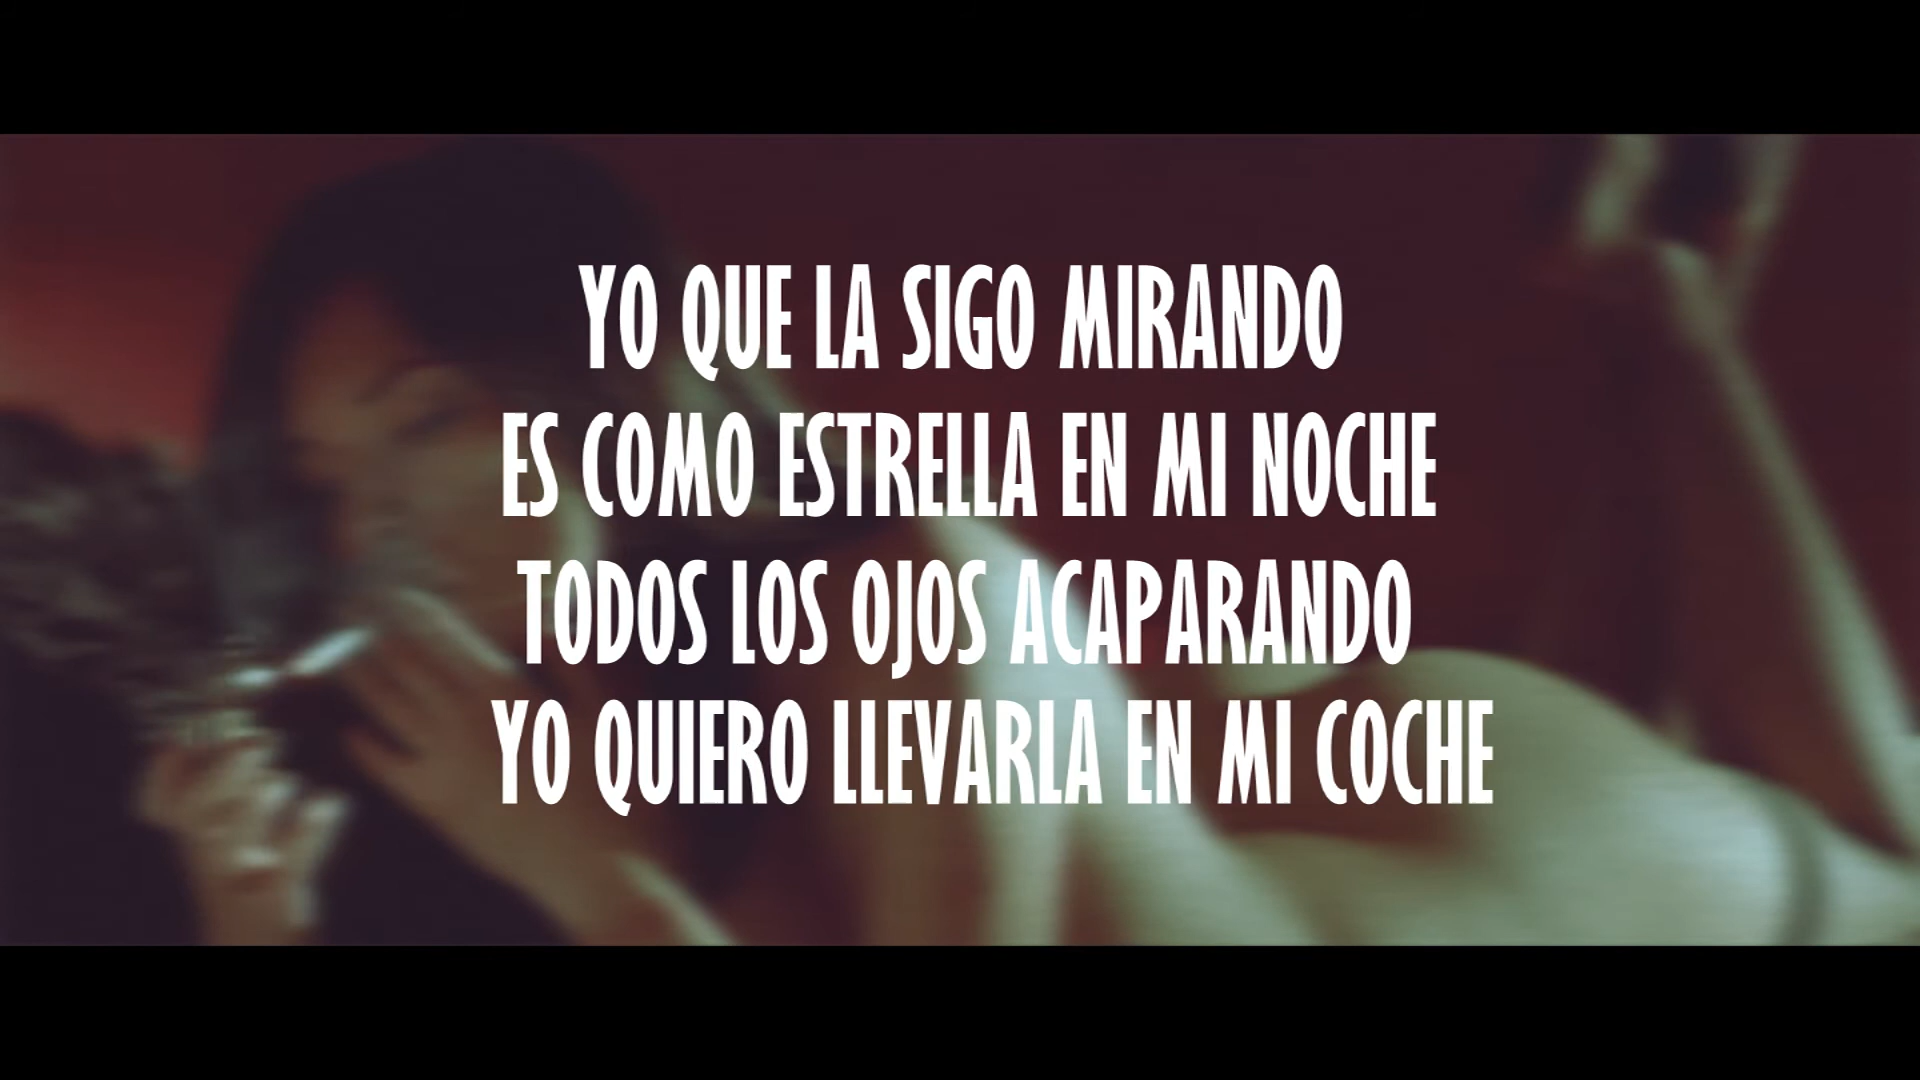 YO QUE LA SIGO MIRANDO
ES COMO ESTRELLA EN MI NOCHE
TODOS LOS OJOS ACAPARANDO
YO QUIERO LLEVARLA EN MI COCHE